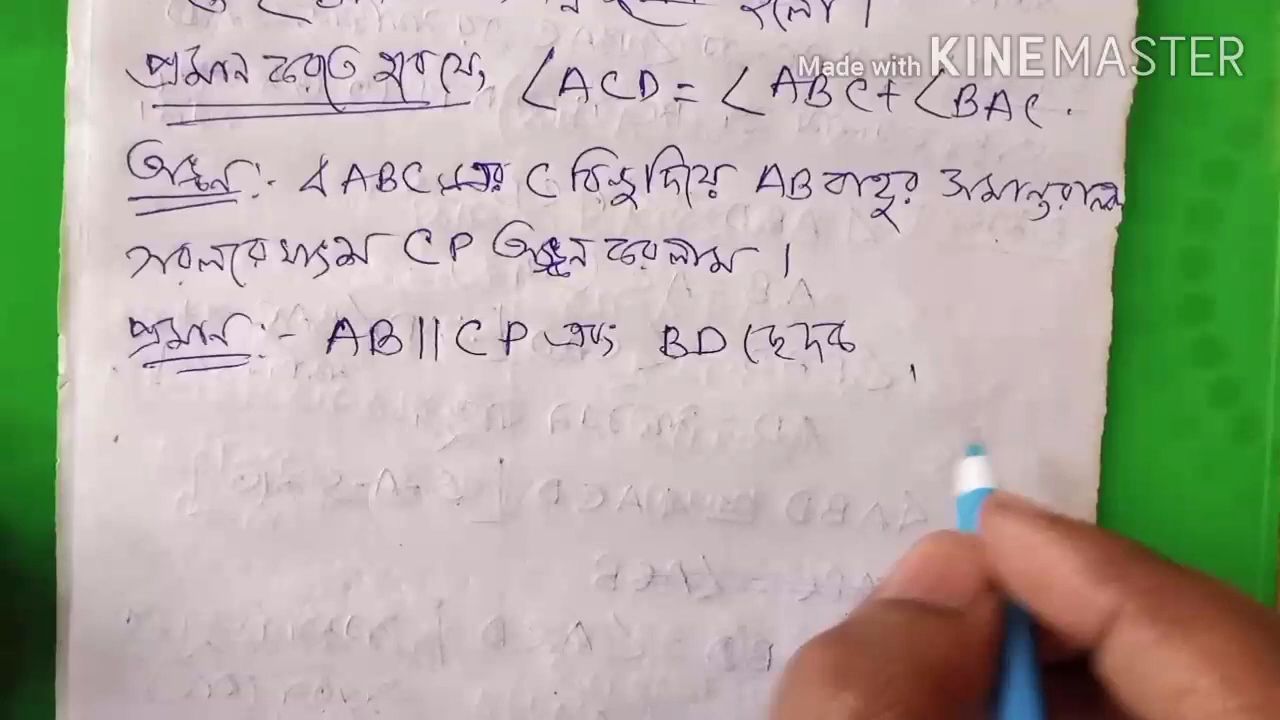 হলো।
Made with KINEMASTER
প্রমান করতে হবে যে, ∠ACD = ∠ABC + ∠BAC.
অঙ্কন :- ∆ABC এর C বিন্দু দিয়ে AB বাহুর সমান্তরাল
সরলরেখাংশ CP অঙ্কন করলাম।
প্রমান :- AB || CP এবং BD ছেদক